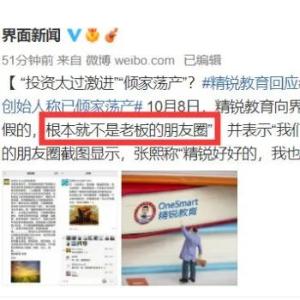 界面新闻
51分钟前 来自 微博 weibo.com 已编辑
【 “投资太过激进”“倾家荡产”？#精锐教育回应
创始人称已倾家荡产# 10月8日，精锐教育向界
假的，根本就不是老板的朋友圈” 并表示“我们
的朋友圈截图显示，张熙称“精锐好好的，我也
OneSmart
精锐教育